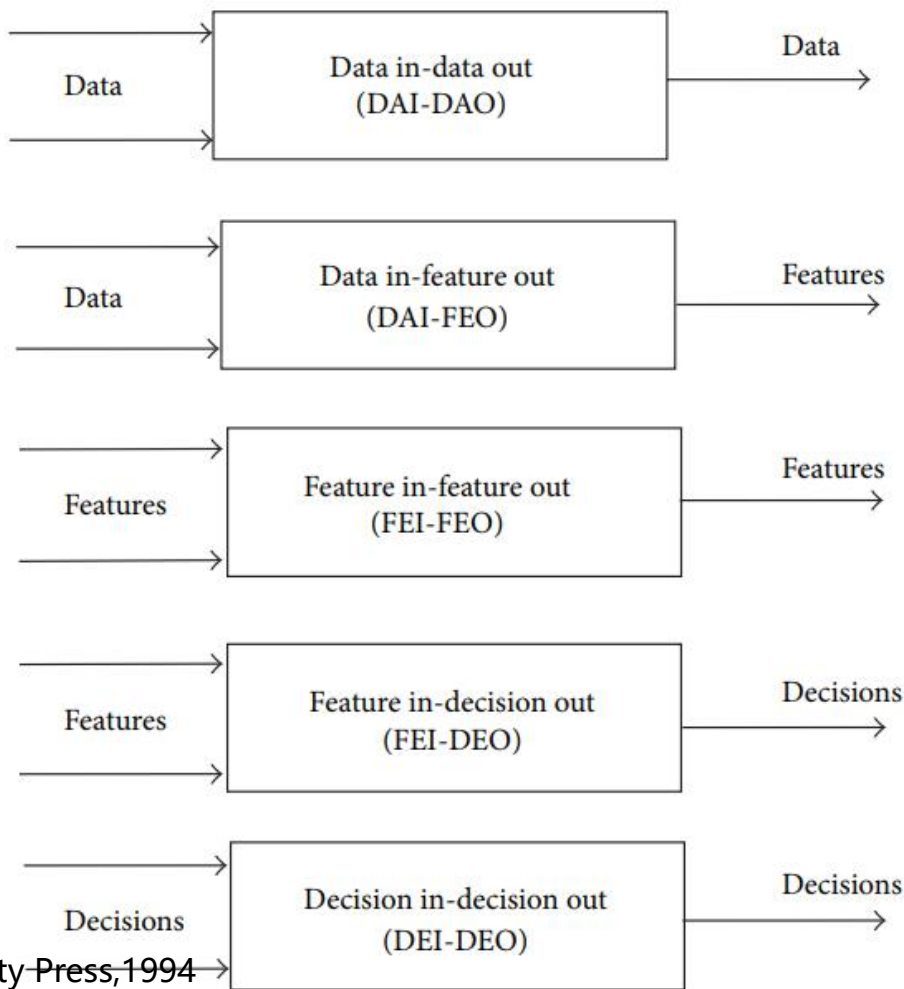 Data in-data out
(DAI-DAO)
Data
Data
Data in-feature out
(DAI-FEO)
Data
Features
Feature in-feature out
(FEI-FEO)
Features
Features
Feature in-decision out
(FEI-DEO)
Features
Decisions
Decision in-decision out
(DEI-DEO)
Decisions
Decisions
ty Press,1994